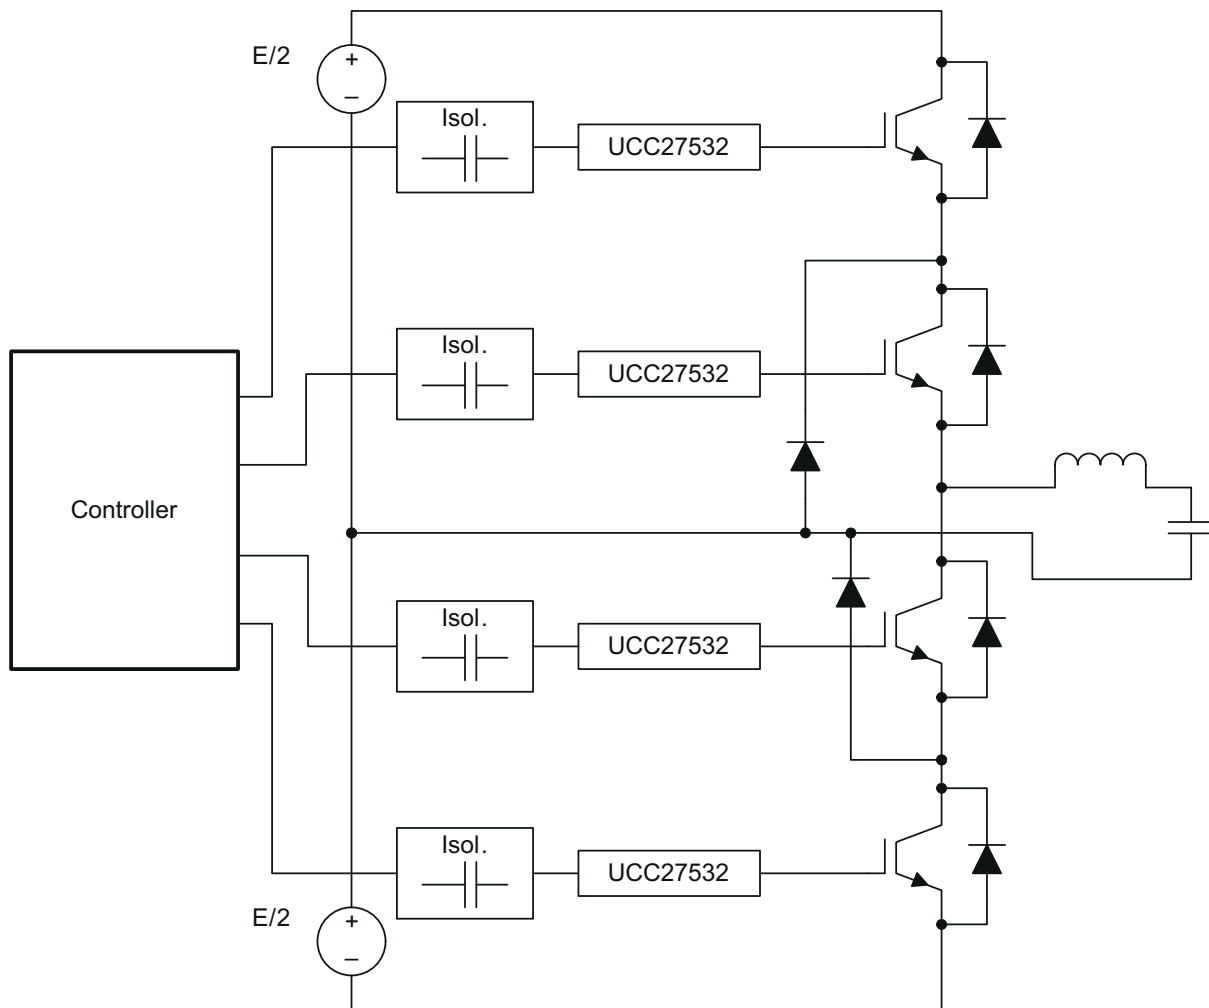 E/2
+
−
Isol.
UCC27532
Isol.
UCC27532
Controller
Isol.
UCC27532
Isol.
UCC27532
E/2
+
−